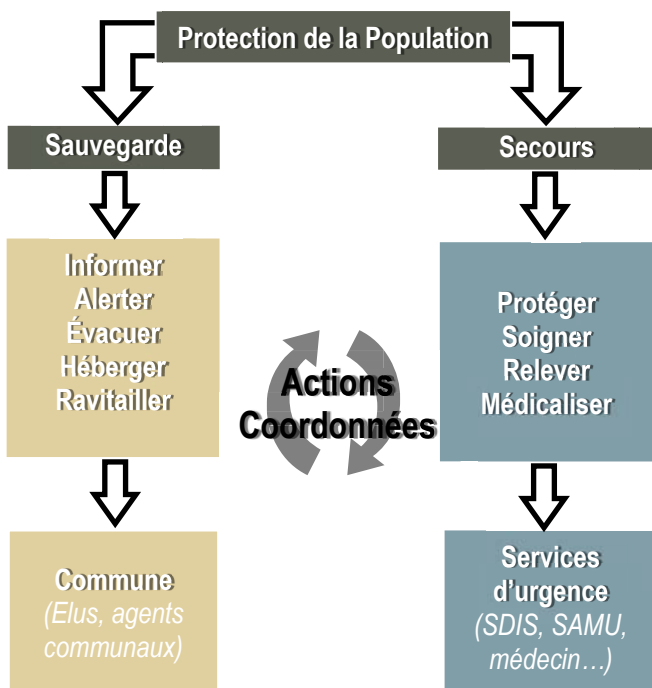 Protection de la Population
Sauvegarde
Secours
Informer
Alerter
Évacuer
Héberger
Ravitailler
Actions
Coordonnées
Protéger
Soigner
Relever
Médicaliser
Commune
(Elus, agents
communaux)
Services
d’urgence
(SDIS, SAMU,
médecin…)